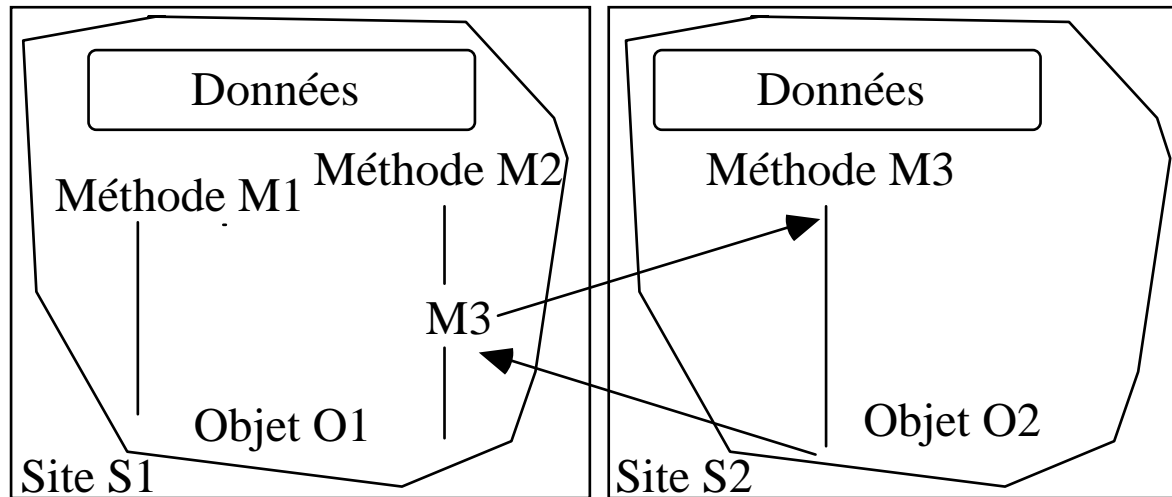 Données
Méthode M1
Méthode M2
M3
Objet O1
Site S1
Données
Méthode M3
Objet O2
Site S2